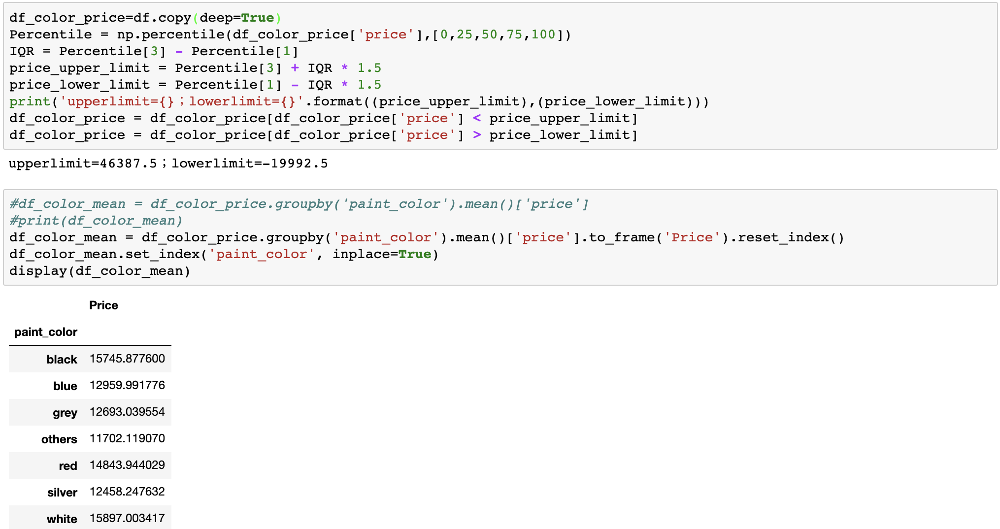 df_color_price=df.copy(deep=True)
Percentile = np.percentile(df_color_price['price'],[0,25,50,75,100])
IQR = Percentile[3] - Percentile[1]
price_upper_limit = Percentile[3] + IQR * 1.5
price_lower_limit = Percentile[1] - IQR * 1.5
print('upperlimit={}；lowerlimit={}'.format((price_upper_limit),(price_lower_limit)))
df_color_price = df_color_price[df_color_price['price'] < price_upper_limit]
df_color_price = df_color_price[df_color_price['price'] > price_lower_limit]
upperlimit=46387.5；lowerlimit=-19992.5
#df_color_mean = df_color_price.groupby('paint_color').mean()['price']
#print(df_color_mean)
df_color_mean = df_color_price.groupby('paint_color').mean()['price'].to_frame('Price').reset_index()
df_color_mean.set_index('paint_color', inplace=True)
display(df_color_mean)
Price
paint_color
black 15745.877600
blue 12959.991776
grey 12693.039554
others 11702.119070
red 14843.944029
silver 12458.247632
white 15897.003417